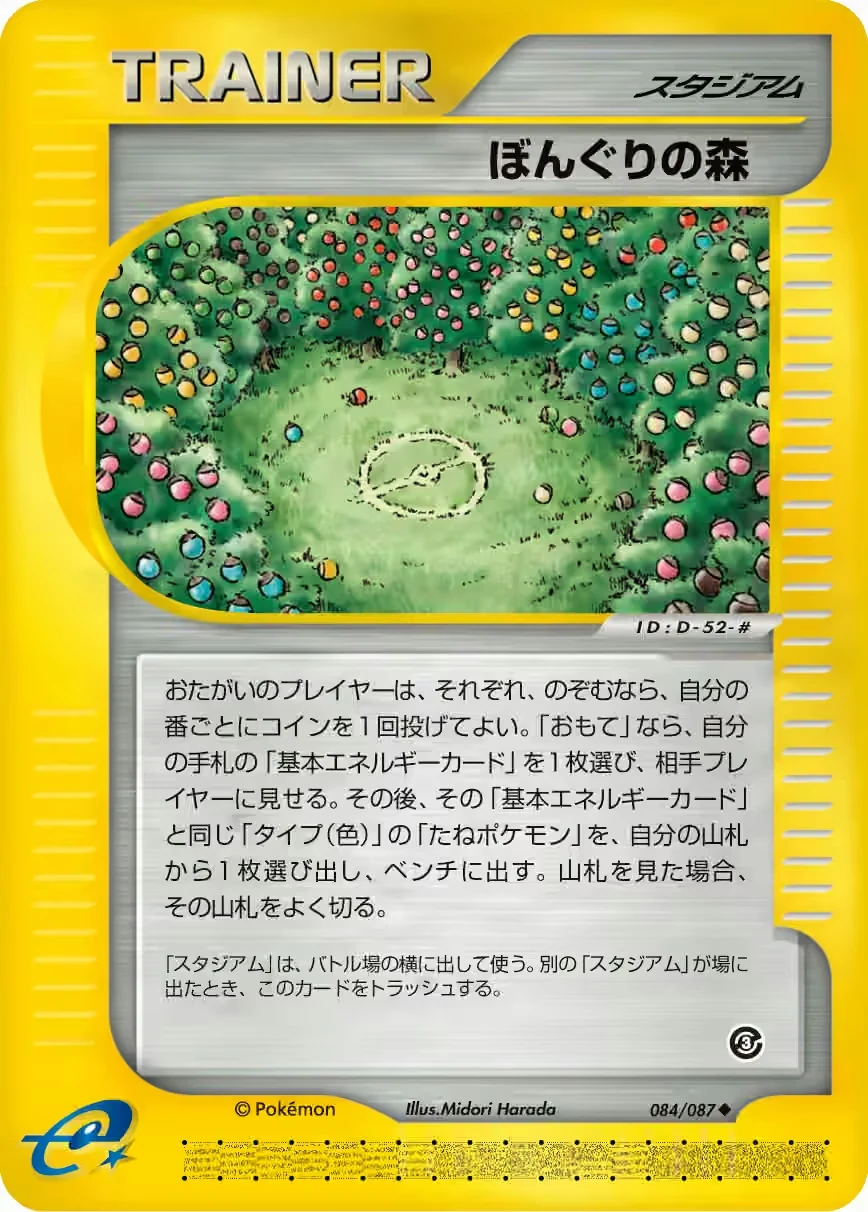 TRAINER
スタジアム
ぼんぐりの森
ID:D-52-#
おたがいのプレイヤーは、それぞれ、のぞむなら、自分の
番ごとにコインを1回投げてよい。「おもて」なら、自分
の手札の「基本エネルギーカード」を1枚選び、相手プレ
イヤーに見せる。その後、その「基本エネルギーカード」
と同じ「タイプ(色)」の「たねポケモン」を、自分の山札
から1枚選び出し、ベンチに出す。山札を見た場合、
その山札をよく切る。
「スタジアム」は、バトル場の横に出して使う。別の「スタジアム」が場に
出たとき、このカードをトラッシュする。
3
© Pokémon
Illus.Midori Harada
084/087◆
e